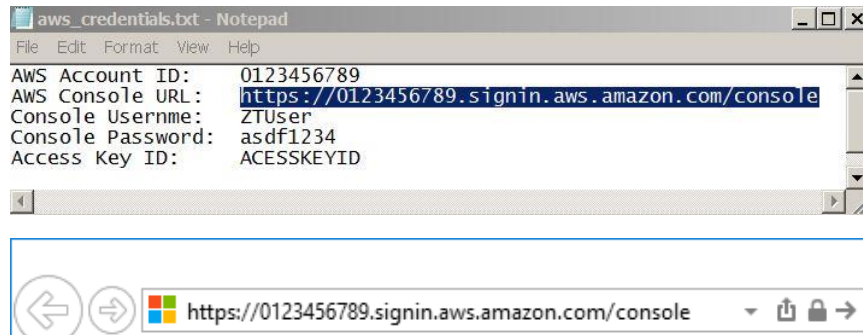 aws_credentials.txt - Notepad
File Edit Format View Help
AWS Account ID: 0123456789
AWS Console URL: https://0123456789.signin.aws.amazon.com/console
Console Usernme: ZTUser
Console Password: asdf1234
Access Key ID: ACESSKEYID
https://0123456789.signin.aws.amazon.com/console